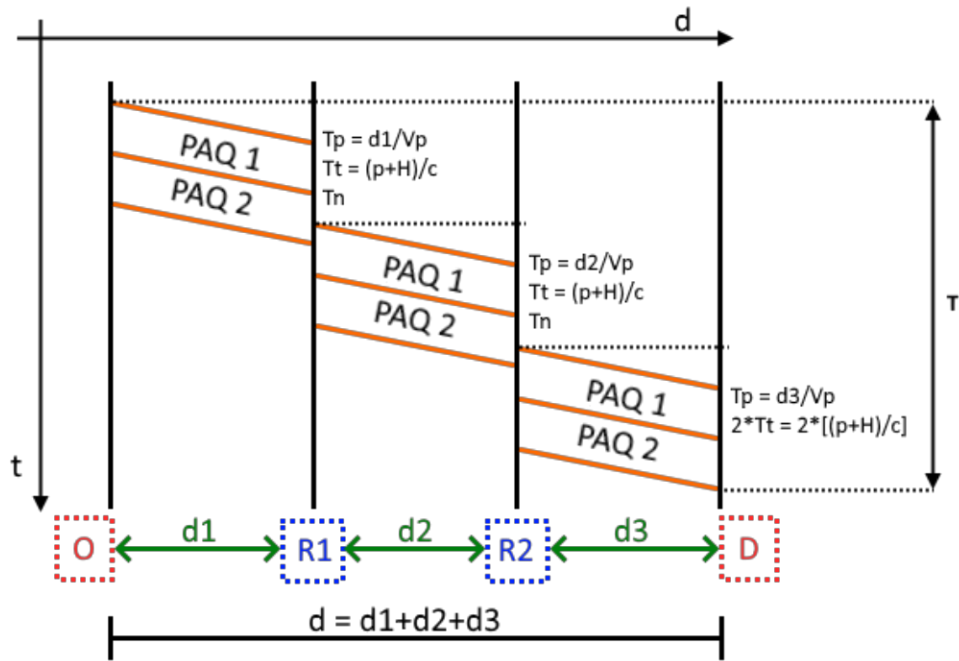 d
PAQ 1
PAQ 2
Tp = d1/Vp
Tt = (p+H)/c
Tn
PAQ 1
PAQ 2
Tp = d2/Vp
Tt = (p+H)/c
Tn
T
PAQ 1
PAQ 2
Tp = d3/Vp
2*Tt = 2*[(p+H)/c]
t
O
d1
R1
d2
R2
d3
D
d = d1+d2+d3